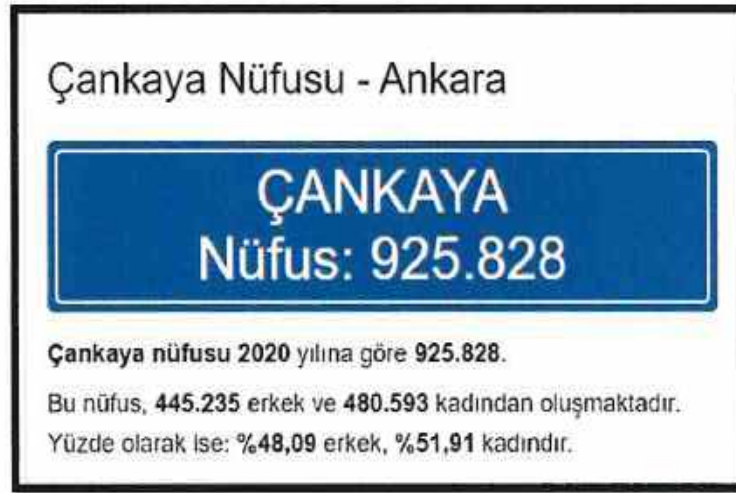 Çankaya Nüfusu - Ankara
ÇANKAYA
Nüfus: 925.828
Çankaya nüfusu 2020 yılına göre 925.828.
Bu nüfus, 445.235 erkek ve 480.593 kadından oluşmaktadır.
Yüzde olarak ise: %48,09 erkek, %51,91 kadındır.